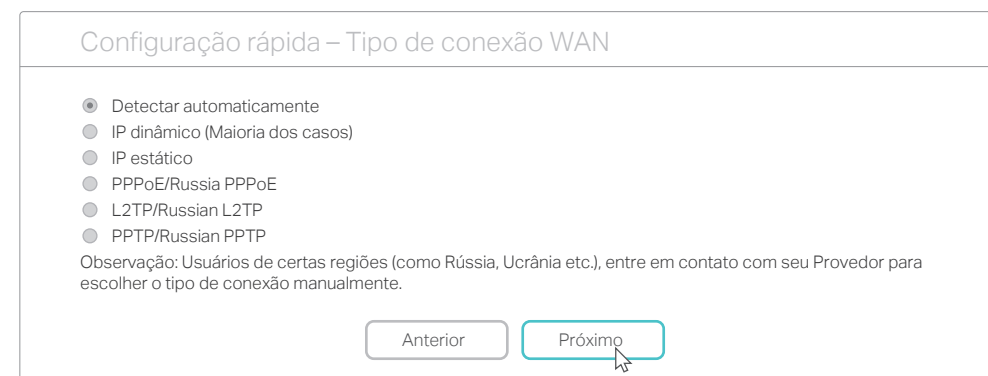 Configuração rápida – Tipo de conexão WAN
Detectar automaticamente
IP dinâmico (Maioria dos casos)
IP estático
PPPoE/Russia PPPoE
L2TP/Russian L2TP
PPTP/Russian PPTP
Observação: Usuários de certas regiões (como Rússia, Ucrânia etc.), entre em contato com seu Provedor para
escolher o tipo de conexão manualmente.
Anterior
Próximo